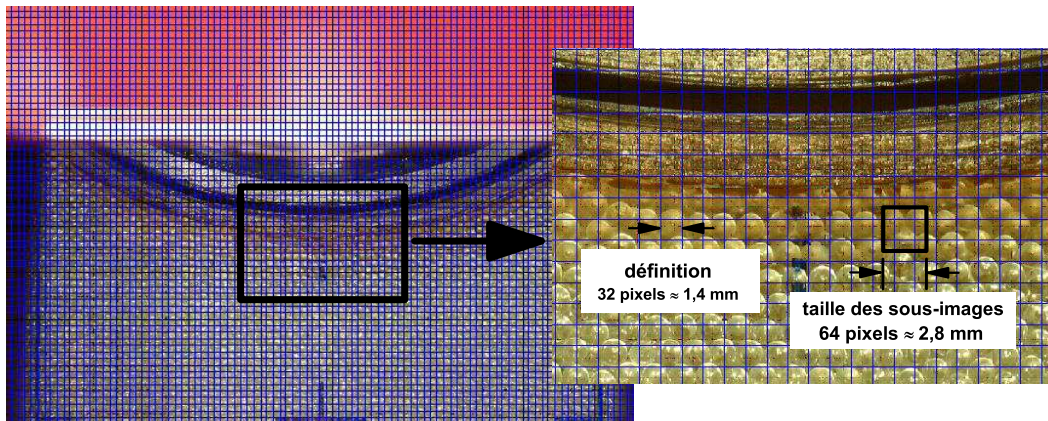 définition
32 pixels ≈ 1,4 mm
taille des sous-images
64 pixels ≈ 2,8 mm